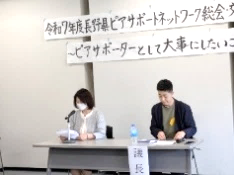 令和7年度長野県ピアサポートネットワーク総会・交
～ピアサポーターとして大事にしたいこ
議長